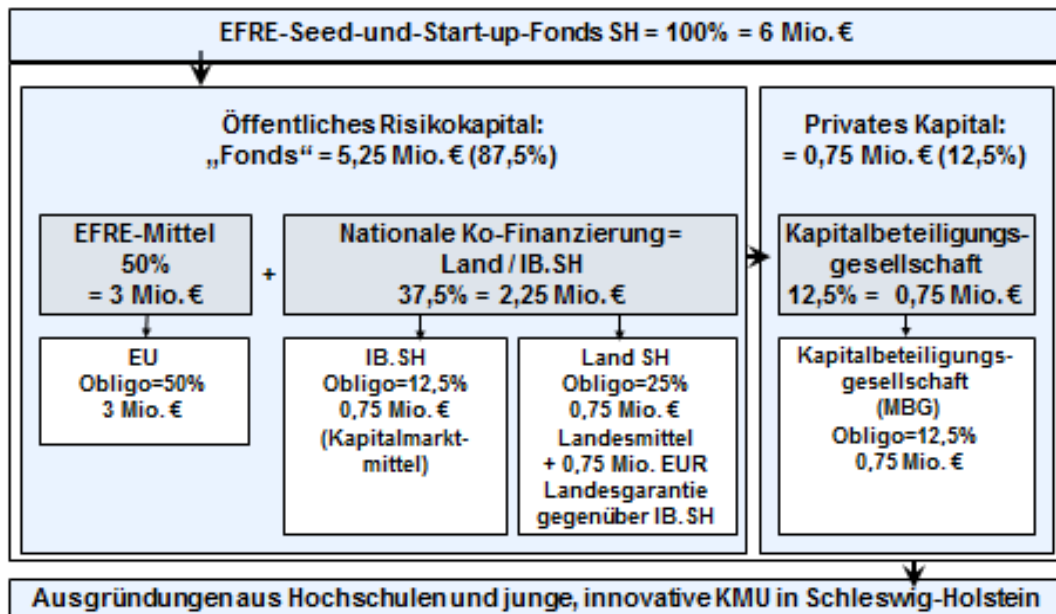 EFRE-Seed-und-Start-up-Fonds SH = 100% = 6 Mio. €
Öffentliches Risikokapital:
„Fonds“ = 5,25 Mio. € (87,5%)
EFRE-Mittel
50%
= 3 Mio. €
+
Nationale Ko-Finanzierung=
Land / IB.SH
37,5% = 2,25 Mio. €
EU
Obligo=50%
3 Mio. €
IB.SH
Obligo=12,5%
0,75 Mio. €
(Kapitalmarkt-
mittel)
Land SH
Obligo=25%
0,75 Mio. €
Landesmittel
+ 0,75 Mio. EUR
Landesgarantie
gegenüber IB.SH
Privates Kapital:
= 0,75 Mio. € (12,5%)
Kapitalbeteiligungs-
gesellschaft
12,5% = 0,75 Mio. €
Kapitalbeteiligungs-
gesellschaft
(MBG)
Obligo=12,5%
0,75 Mio. €
Ausgründungen aus Hochschulen und junge, innovative KMU in Schleswig-Holstein